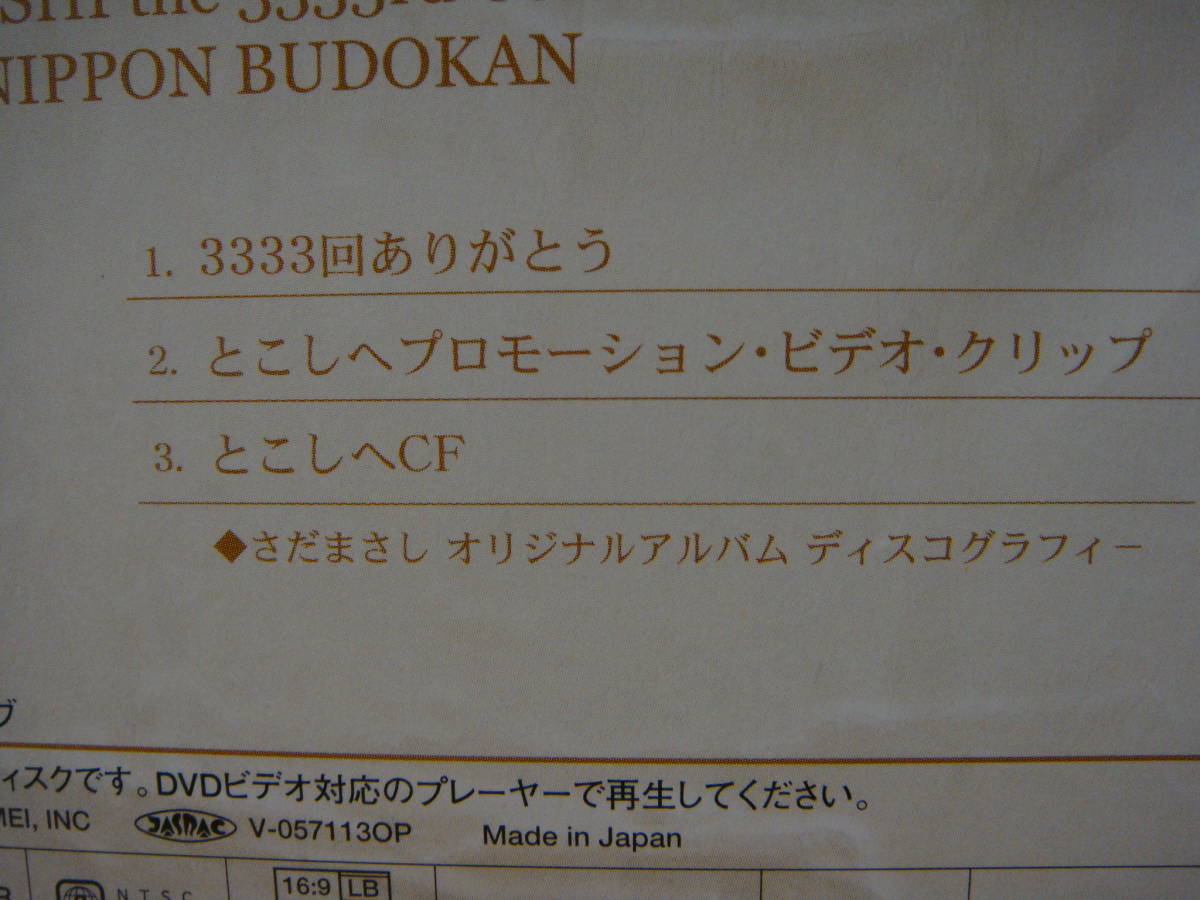 the 3333rd
NIPPON BUDOKAN
1. 3333回ありがとう
2. とこしへプロモーション・ビデオ・クリップ
3. とこしへCF
◆さだまさし オリジナルアルバム ディスコグラフィー
ブ
ィスクです。DVDビデオ対応のプレーヤーで再生してください。
MEI, INC JASRAC V-057113OP Made in Japan
NTSC 16:9 LB